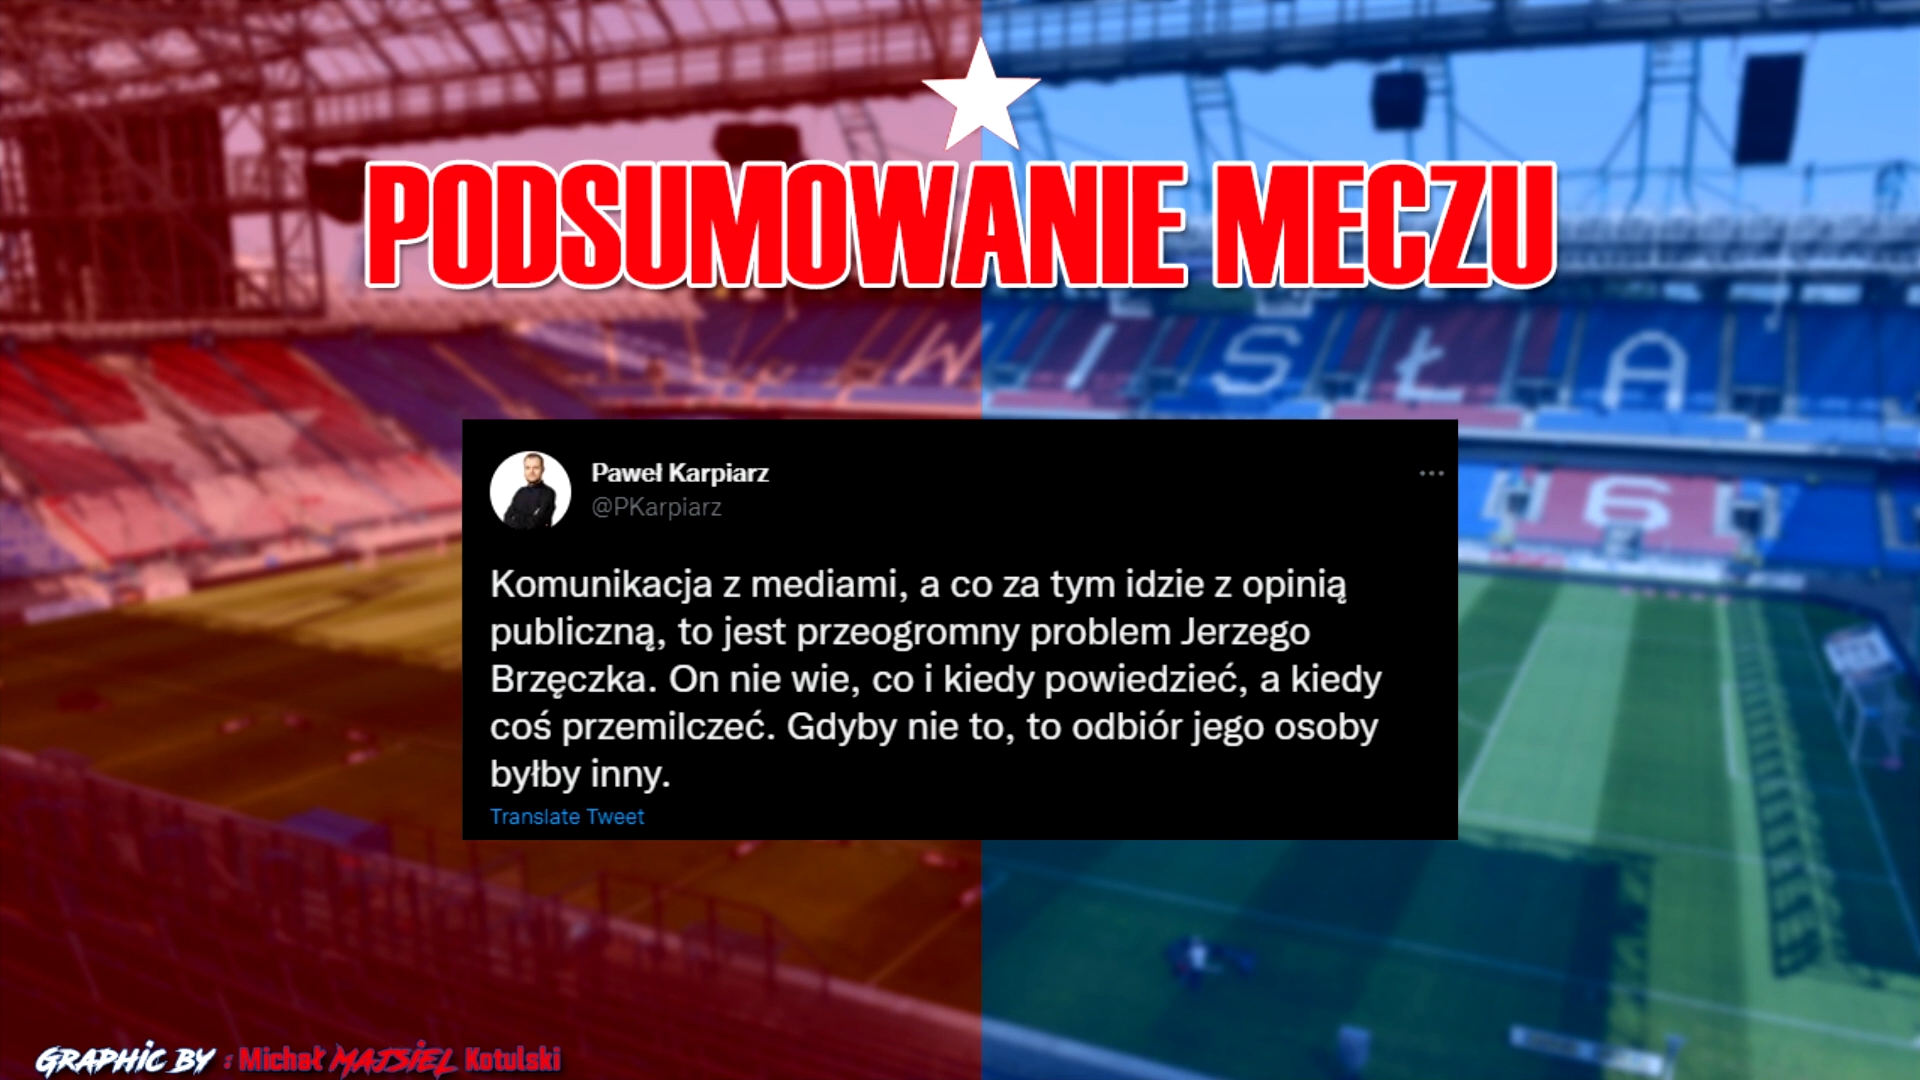 PODSUMOWANIE MECZU
WISŁA
6
Paweł Karpiarz
@PKarpiarz
Komunikacja z mediami, a co za tym idzie z opinią
publiczną, to jest przeogromny problem Jerzego
Brzęczka. On nie wie, co i kiedy powiedzieć, a kiedy
coś przemilczeć. Gdyby nie to, to odbiór jego osoby
byłby inny.
Translate Tweet
GRAPHIC BY : Michał MAJSIEL Kotulski